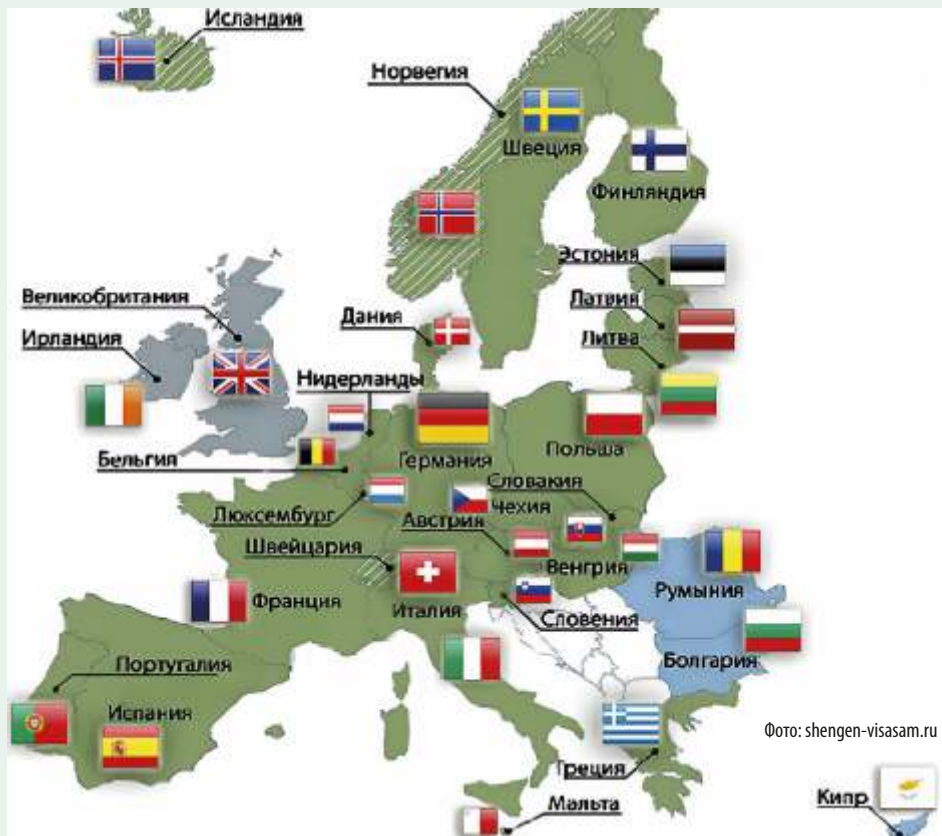 Исландия
Норвегия
Швеция
Финляндия
Эстония
Великобритания
Латвия
Дания
Ирландия
Литва
Нидерланды
Бельгия
Германия
Польша
Словакия
Чехия
Люксембург
Австрия
Швейцария
Венгрия
Румыния
Франция
Италия
Словения
Португалия
Болгария
Испания
Фото: shengen-visasam.ru
Греция
Мальта
Кипр